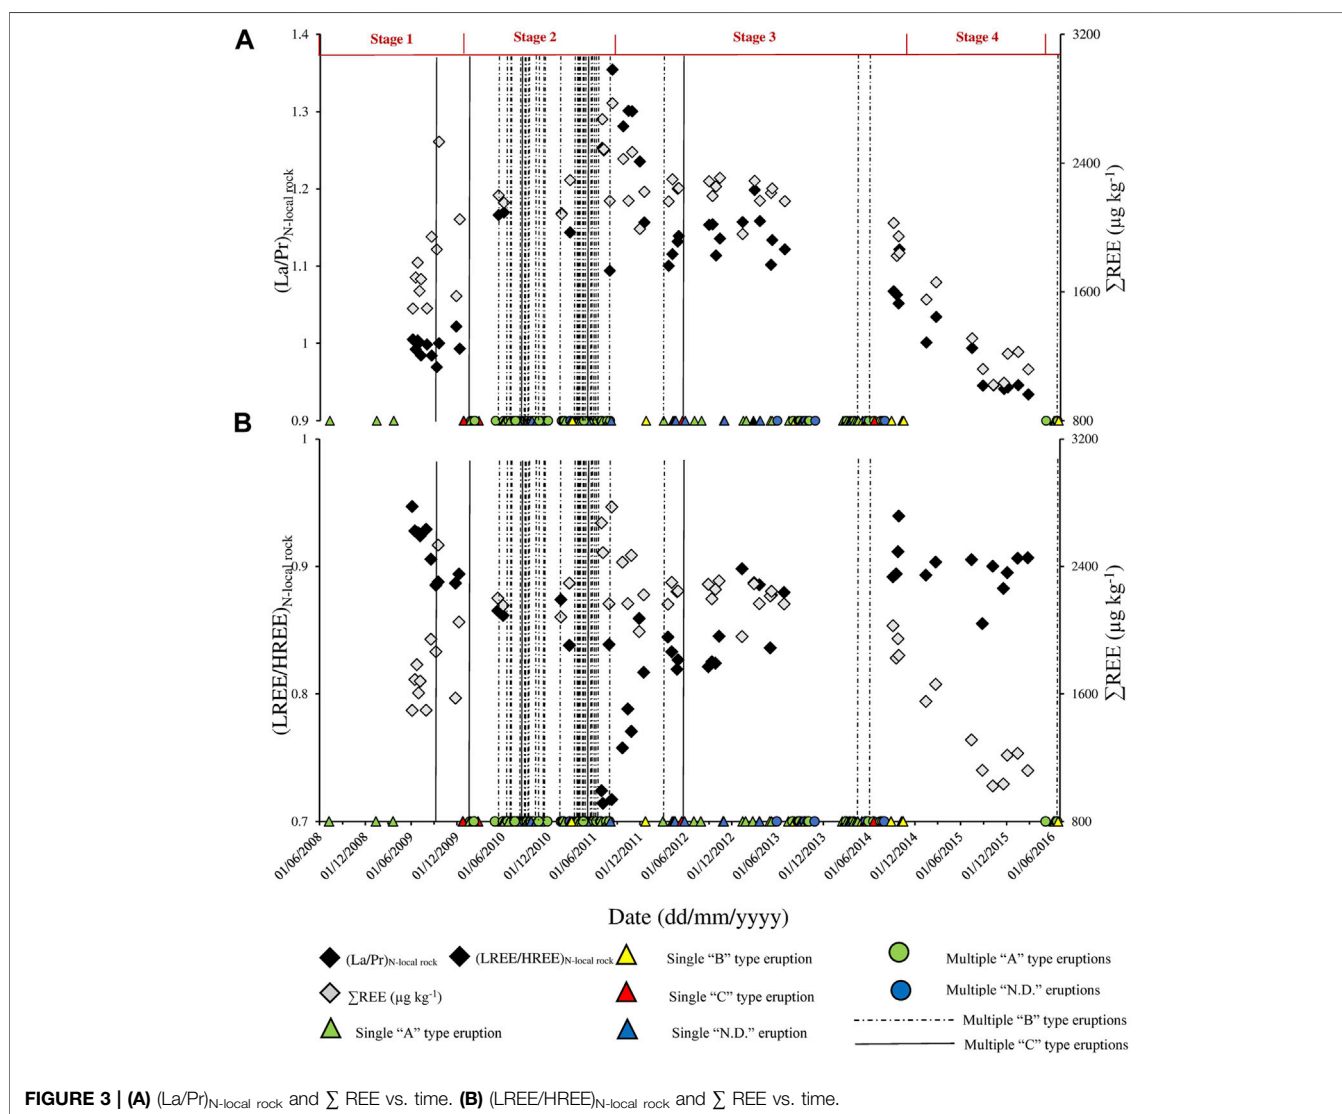 A
Stage 1 Stage 2 Stage 3 Stage 4
1.4
1.3
1.2
1.1
1
0.9
(La/Pr)N-local rock
3200
2400
1600
800
∑REE (µg kg-1)
B
1
0.9
0.8
0.7
(LREE/HREE)N-local rock
3200
2400
1600
800
∑REE (µg kg-1)
01/06/2008 01/12/2008 01/06/2009 01/12/2009 01/06/2010 01/12/2010 01/06/2011 01/12/2011 01/06/2012 01/12/2012 01/06/2013 01/12/2013 01/06/2014 01/12/2014 01/06/2015 01/12/2015 01/06/2016
Date (dd/mm/yyyy)
(La/Pr)N-local rock (LREE/HREE)N-local rock Single “B” type eruption Multiple “A” type eruptions
∑REE (µg kg-1) Single “C” type eruption Multiple “N.D.” eruptions
Single “A” type eruption Single “N.D.” eruption Multiple “B” type eruptions
Multiple “C” type eruptions
FIGURE 3 | (A) (La/Pr)N-local rock and ∑ REE vs. time. (B) (LREE/HREE)N-local rock and ∑ REE vs. time.